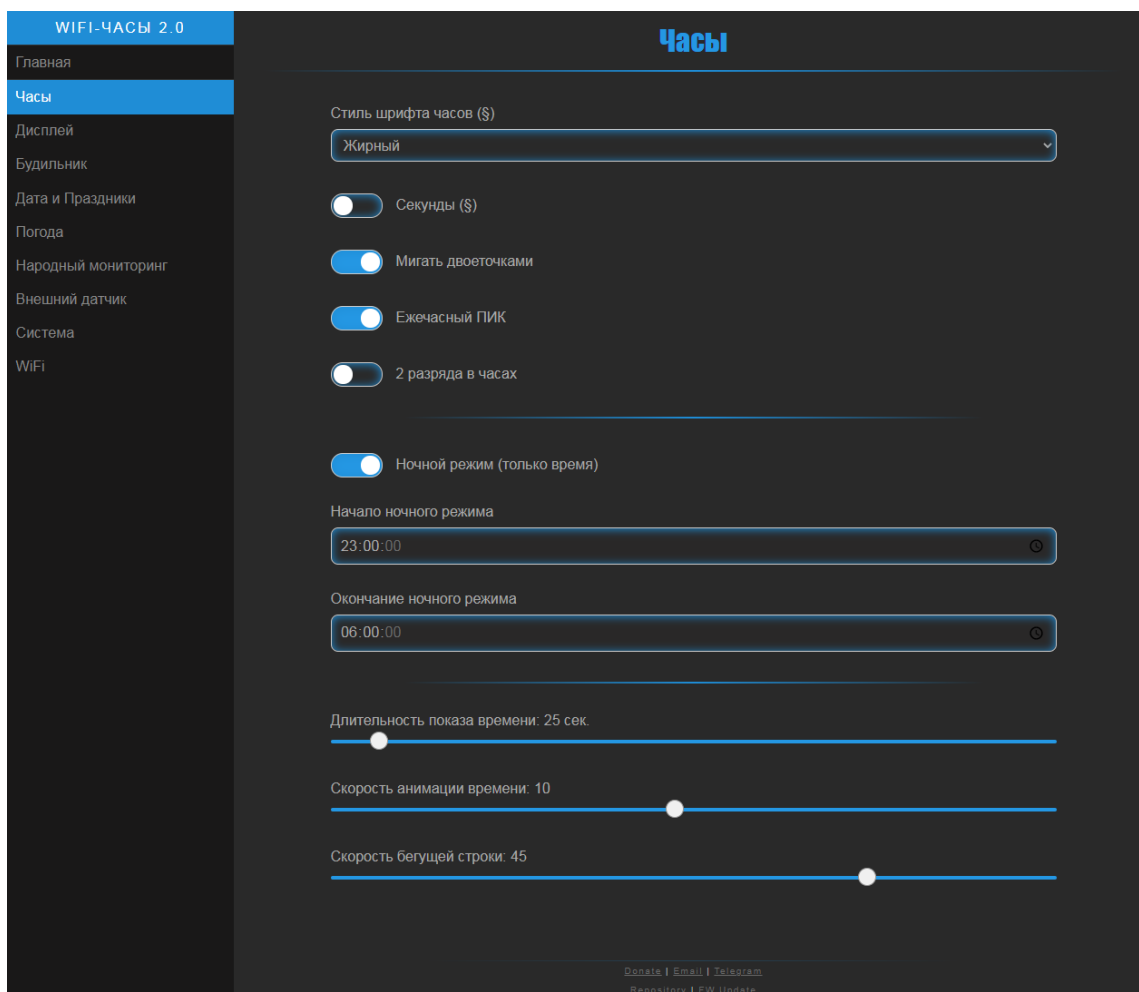 WIFI-ЧАСЫ 2.0
Главная
Часы
Дисплей
Будильник
Дата и Праздники
Погода
Народный мониторинг
Внешний датчик
Система
WiFi
Часы
Стиль шрифта часов (§)
Жирный
Секунды (§)
Мигать двоеточками
Ежечасный ПИК
2 разряда в часах
Ночной режим (только время)
Начало ночного режима
23:00:00
Окончание ночного режима
06:00:00
Длительность показа времени: 25 сек.
Скорость анимации времени: 10
Скорость бегущей строки: 45
Donate | Email | Telegram
Repository | FW Update